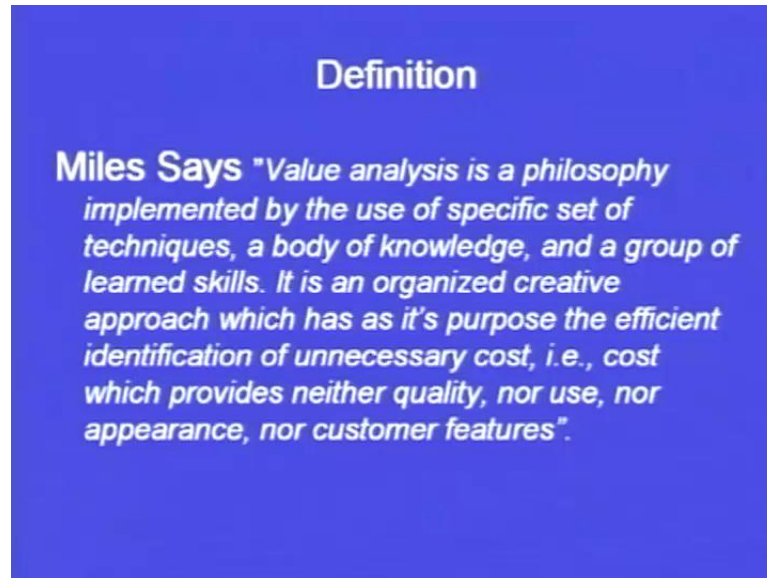 Definition
Miles Says "Value analysis is a philosophy
implemented by the use of specific set of
techniques, a body of knowledge, and a group of
learned skills. It is an organized creative
approach which has as it's purpose the efficient
identification of unnecessary cost, i.e., cost
which provides neither quality, nor use, nor
appearance, nor customer features".